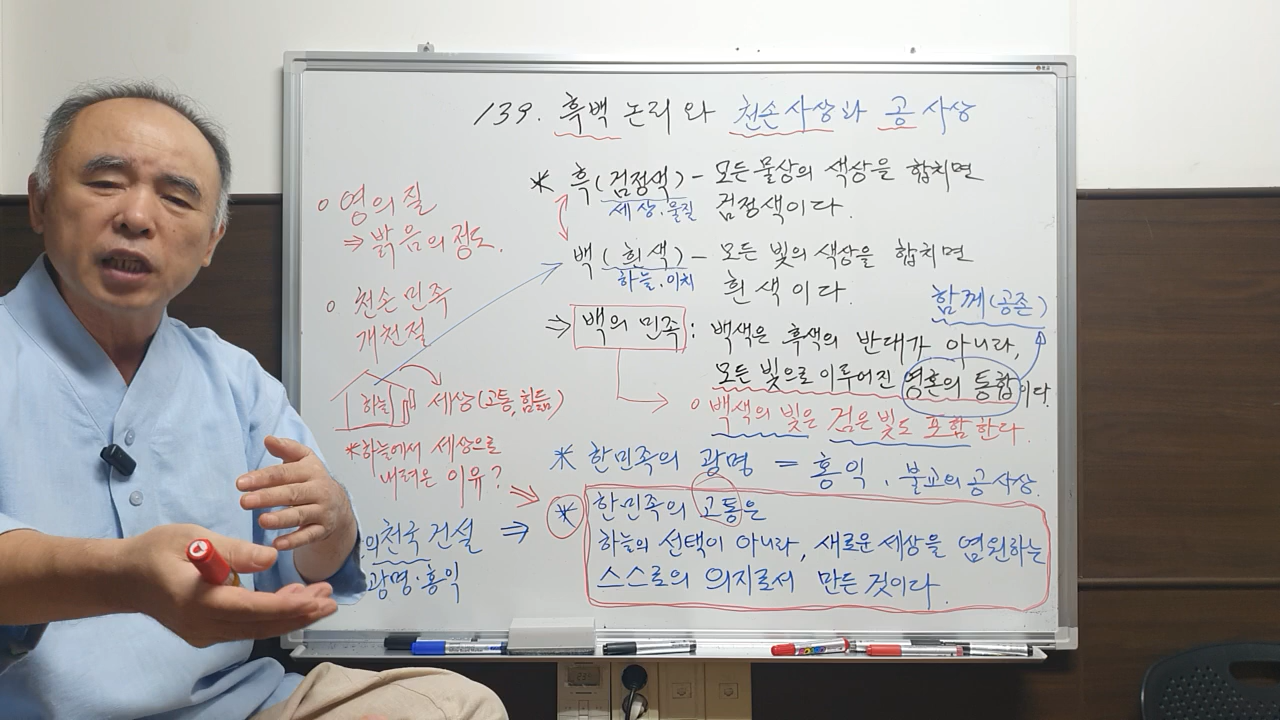 139. 흑백 논리와 천손사상과 공 사상
* 흑(검정색) - 모든 물상의 색상을 합치면
세상.물질 검정색이다.
백(흰색) - 모든 빛의 색상을 합치면
하늘.이치 흰색이다.
함께(공존)
⇒ 백의 민족 : 백색은 흑색의 반대가 아니라,
모든 빛으로 이루어진 영혼의 통합이다.
○ 백색의 빛은 검은 빛도 포함한다.
* 한민족의 광명 = 홍익, 불교의 공사상.
* 한민족의 고통은
하늘의 선택이 아니라, 새로운 세상을 염원하는
스스로의 의지로서 만든 것이다.
○ 영의 질
⇒ 밝음의 정도.
○ 천손 민족
개천절
하늘 세상(고통, 힘듦)
*하늘에서 세상으로
내려온 이유?
의 천국 건설 ⇒
광명.홍익